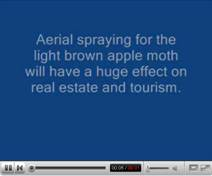 Aerial spraying for the
light brown apple moth
will have a huge effect on
real estate and tourism.